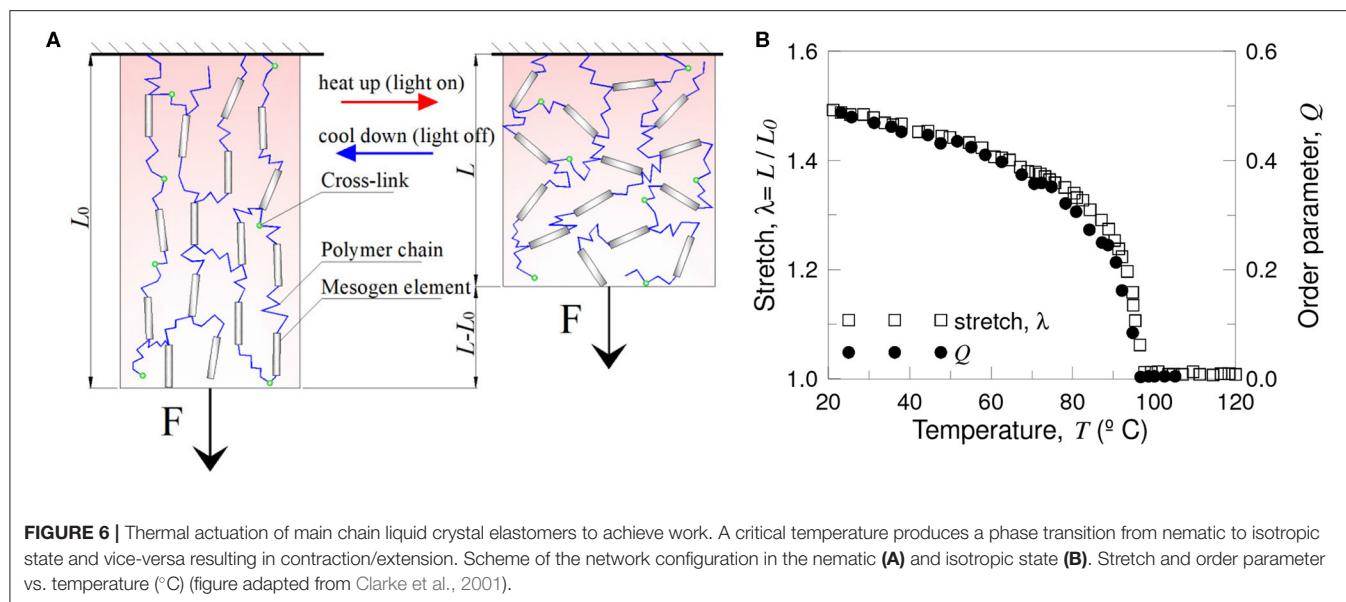 A
heat up (light on)
cool down (light off)
Cross-link
Polymer chain
Mesogen element
L0
L
L-L0
F
F
B
1.6
1.4
1.2
1.0
Stretch, λ= L / L0
0.6
0.4
0.2
0.0
Order parameter, Q
stretch, λ
Q
20 40 60 80 100 120
Temperature, T (º C)
FIGURE 6 | Thermal actuation of main chain liquid crystal elastomers to achieve work. A critical temperature produces a phase transition from nematic to isotropic
state and vice-versa resulting in contraction/extension. Scheme of the network configuration in the nematic (A) and isotropic state (B). Stretch and order parameter
vs. temperature (°C) (figure adapted from Clarke et al., 2001).